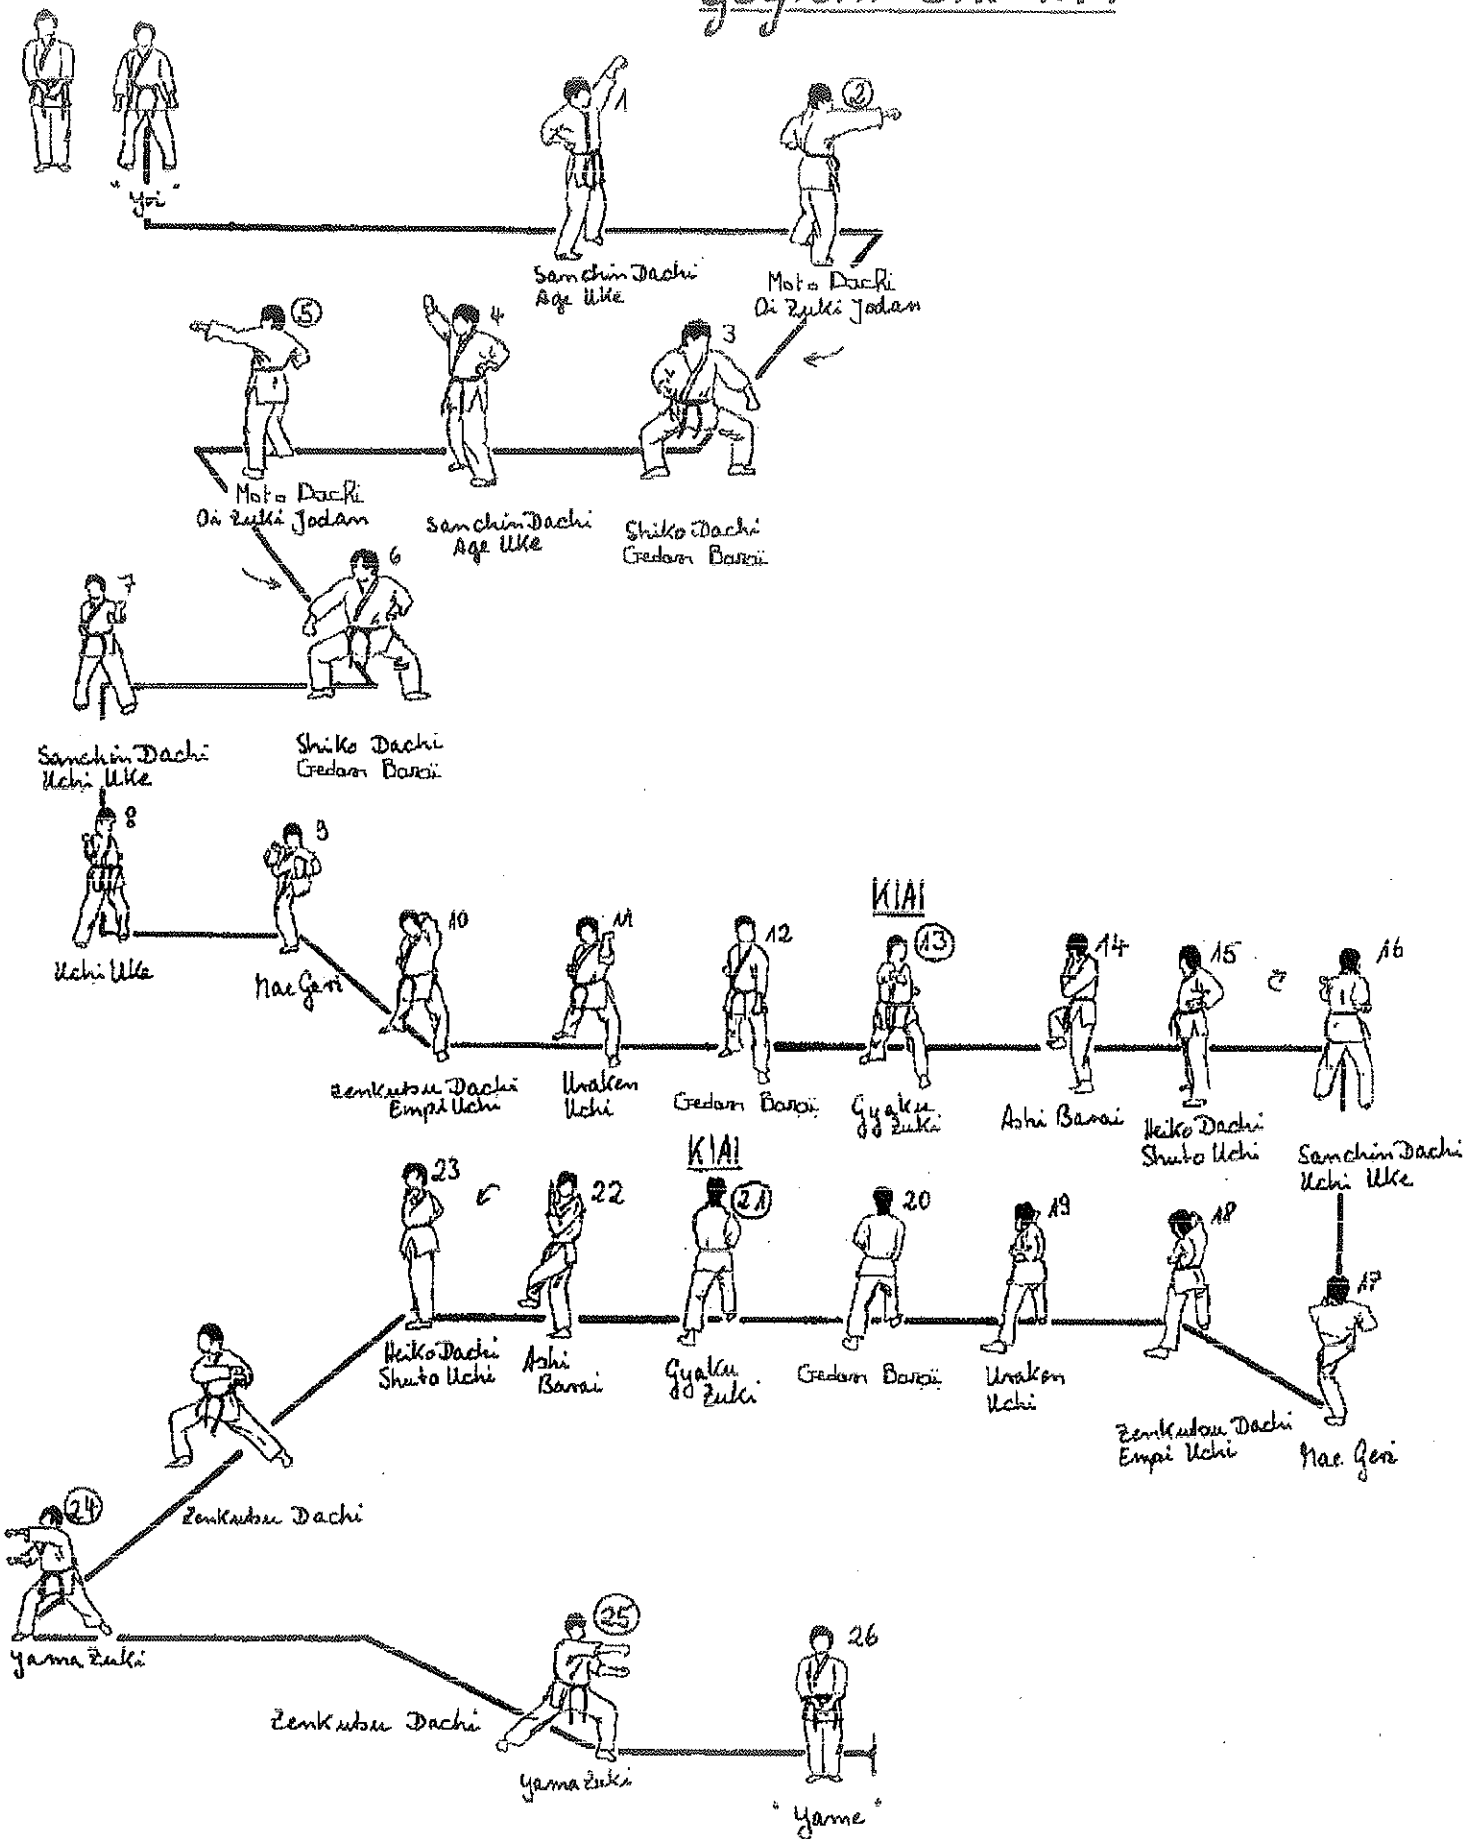 "Yoi"
1
2
Sanchin Dachi
Age Uke
Moto Dachi
Oi Zuki Jodan
5
4
3
Moto Dachi
Oi Zuki Jodan
Sanchin Dachi
Age Uke
Shiko Dachi
Gedan Baraï
7
6
Sanchin Dachi
Uchi Uke
Shiko Dachi
Gedan Baraï
8
9
Uchi Uke
Mae Geri
KIAI
10
11
12
13
14
15
16
Zenkutsu Dachi
Empi Uchi
Uraken
Uchi
Gedan Baraï
Gyaku
Zuki
Ashi Barai
Heiko Dachi
Shuto Uchi
Sanchin Dachi
Uchi Uke
KIAI
23
22
21
20
19
18
17
Heiko Dachi
Shuto Uchi
Ashi
Barai
Gyaku
Zuki
Gedan Baraï
Uraken
Uchi
Zenkutsu Dachi
Empi Uchi
Mae Geri
Zenkutsu Dachi
24
Yama Zuki
25
26
Zenkutsu Dachi
Yama Zuki
"Yame"